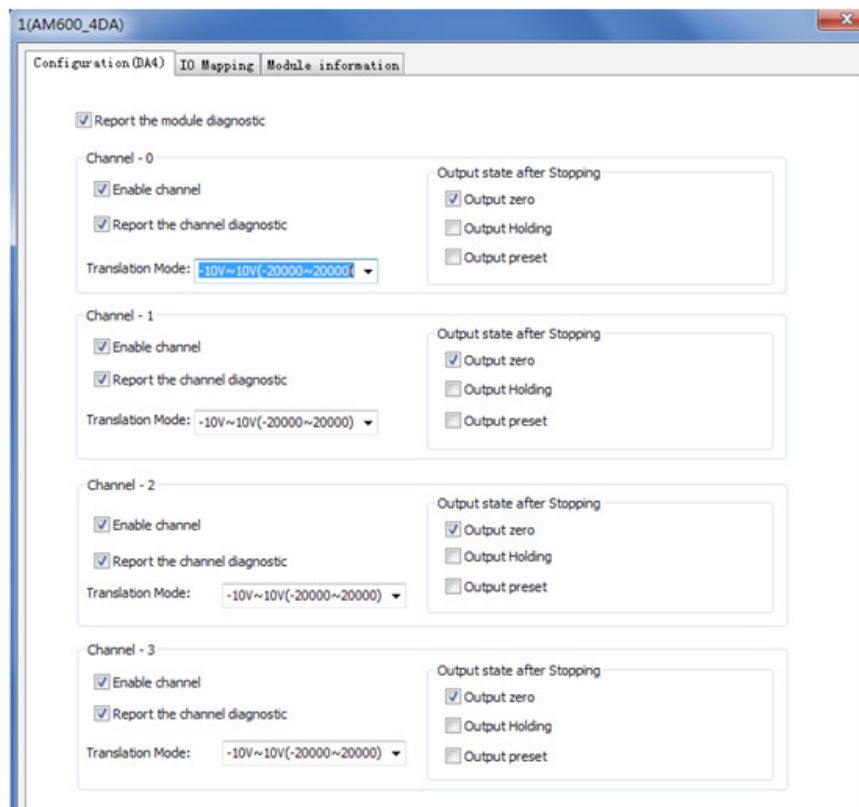 1(AM600_4DA)
Configuration(DA4) IO Mapping Module information
Report the module diagnostic
Channel - 0
Enable channel
Report the channel diagnostic
Translation Mode: -10V~10V(-20000~20000)
Output state after Stopping
Output zero
Output Holding
Output preset
Channel - 1
Enable channel
Report the channel diagnostic
Translation Mode: -10V~10V(-20000~20000)
Output state after Stopping
Output zero
Output Holding
Output preset
Channel - 2
Enable channel
Report the channel diagnostic
Translation Mode: -10V~10V(-20000~20000)
Output state after Stopping
Output zero
Output Holding
Output preset
Channel - 3
Enable channel
Report the channel diagnostic
Translation Mode: -10V~10V(-20000~20000)
Output state after Stopping
Output zero
Output Holding
Output preset